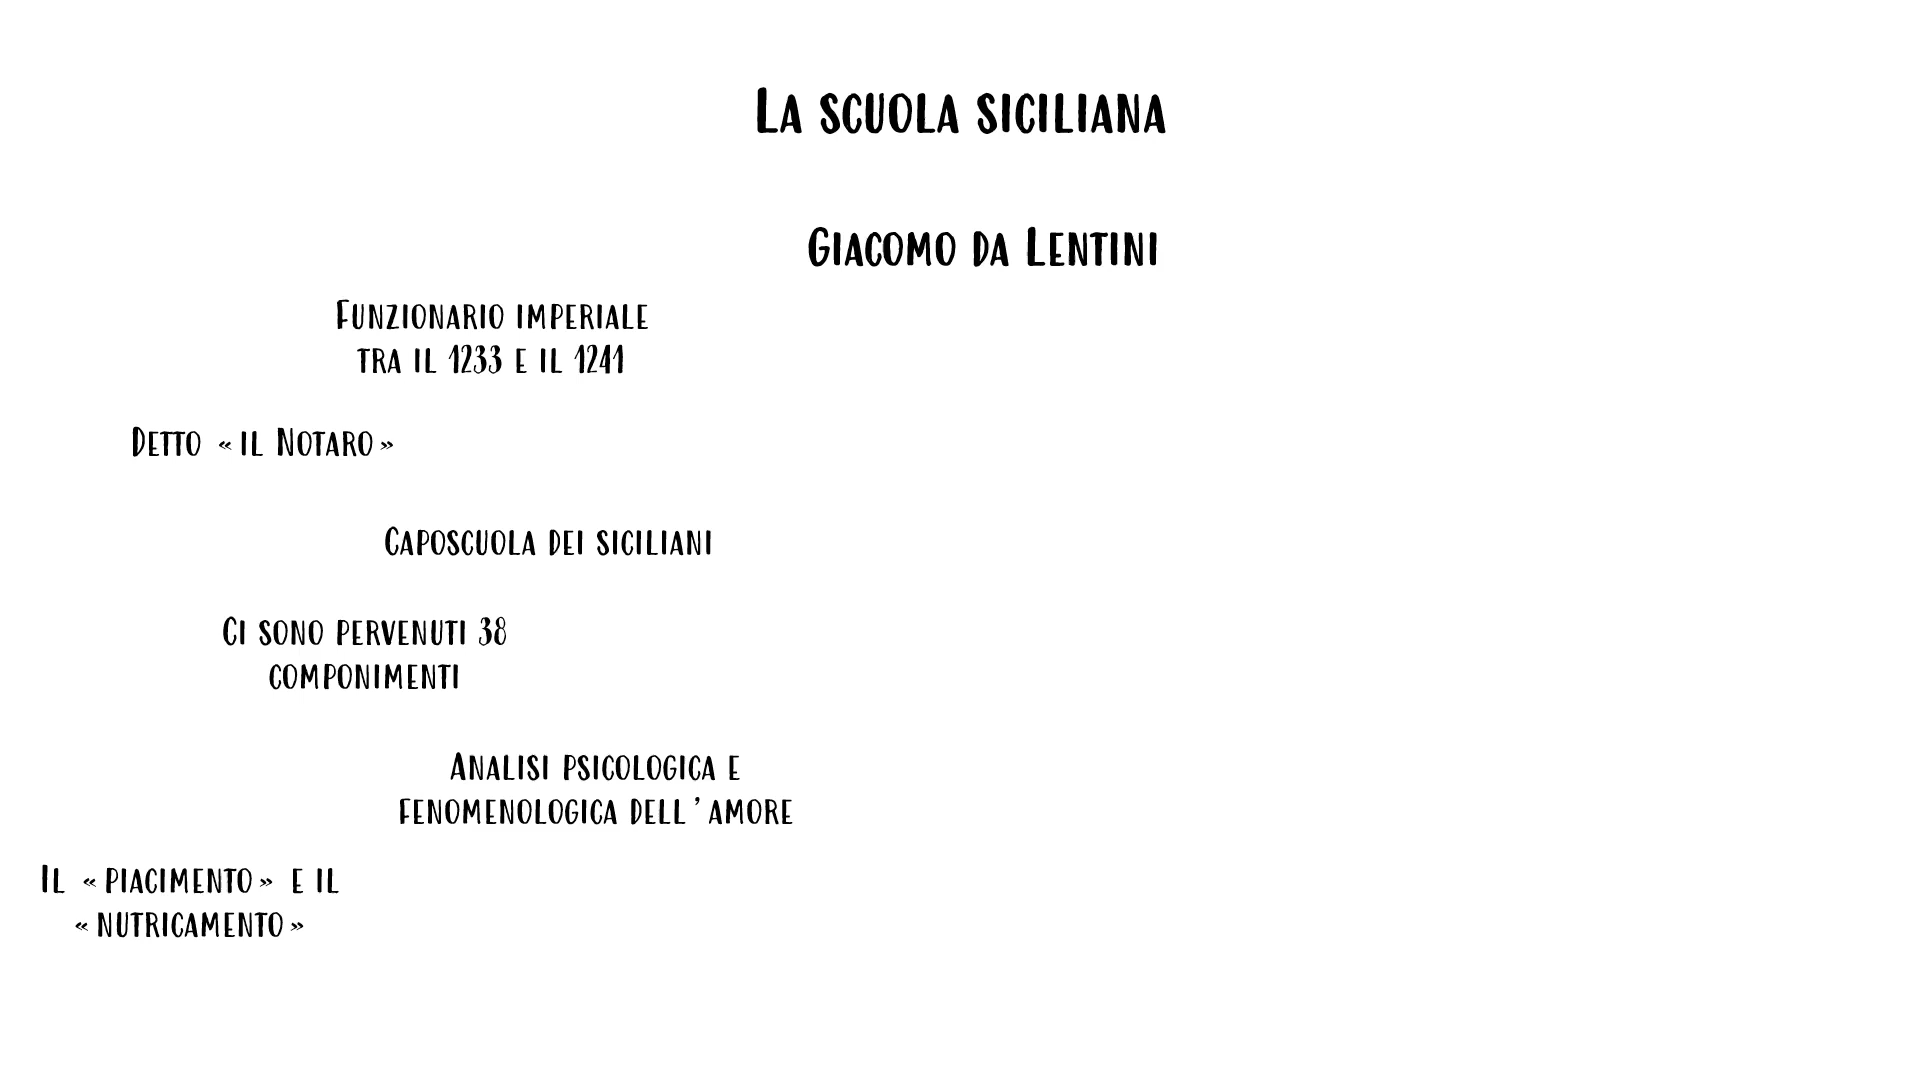 La scuola siciliana
Giacomo da Lentini
Funzionario imperiale
tra il 1233 e il 1241
Detto «il Notaro»
Caposcuola dei siciliani
Ci sono pervenuti 38
componimenti
Analisi psicologica e
fenomenologica dell'amore
Il «piacimento» e il
«nutricamento»